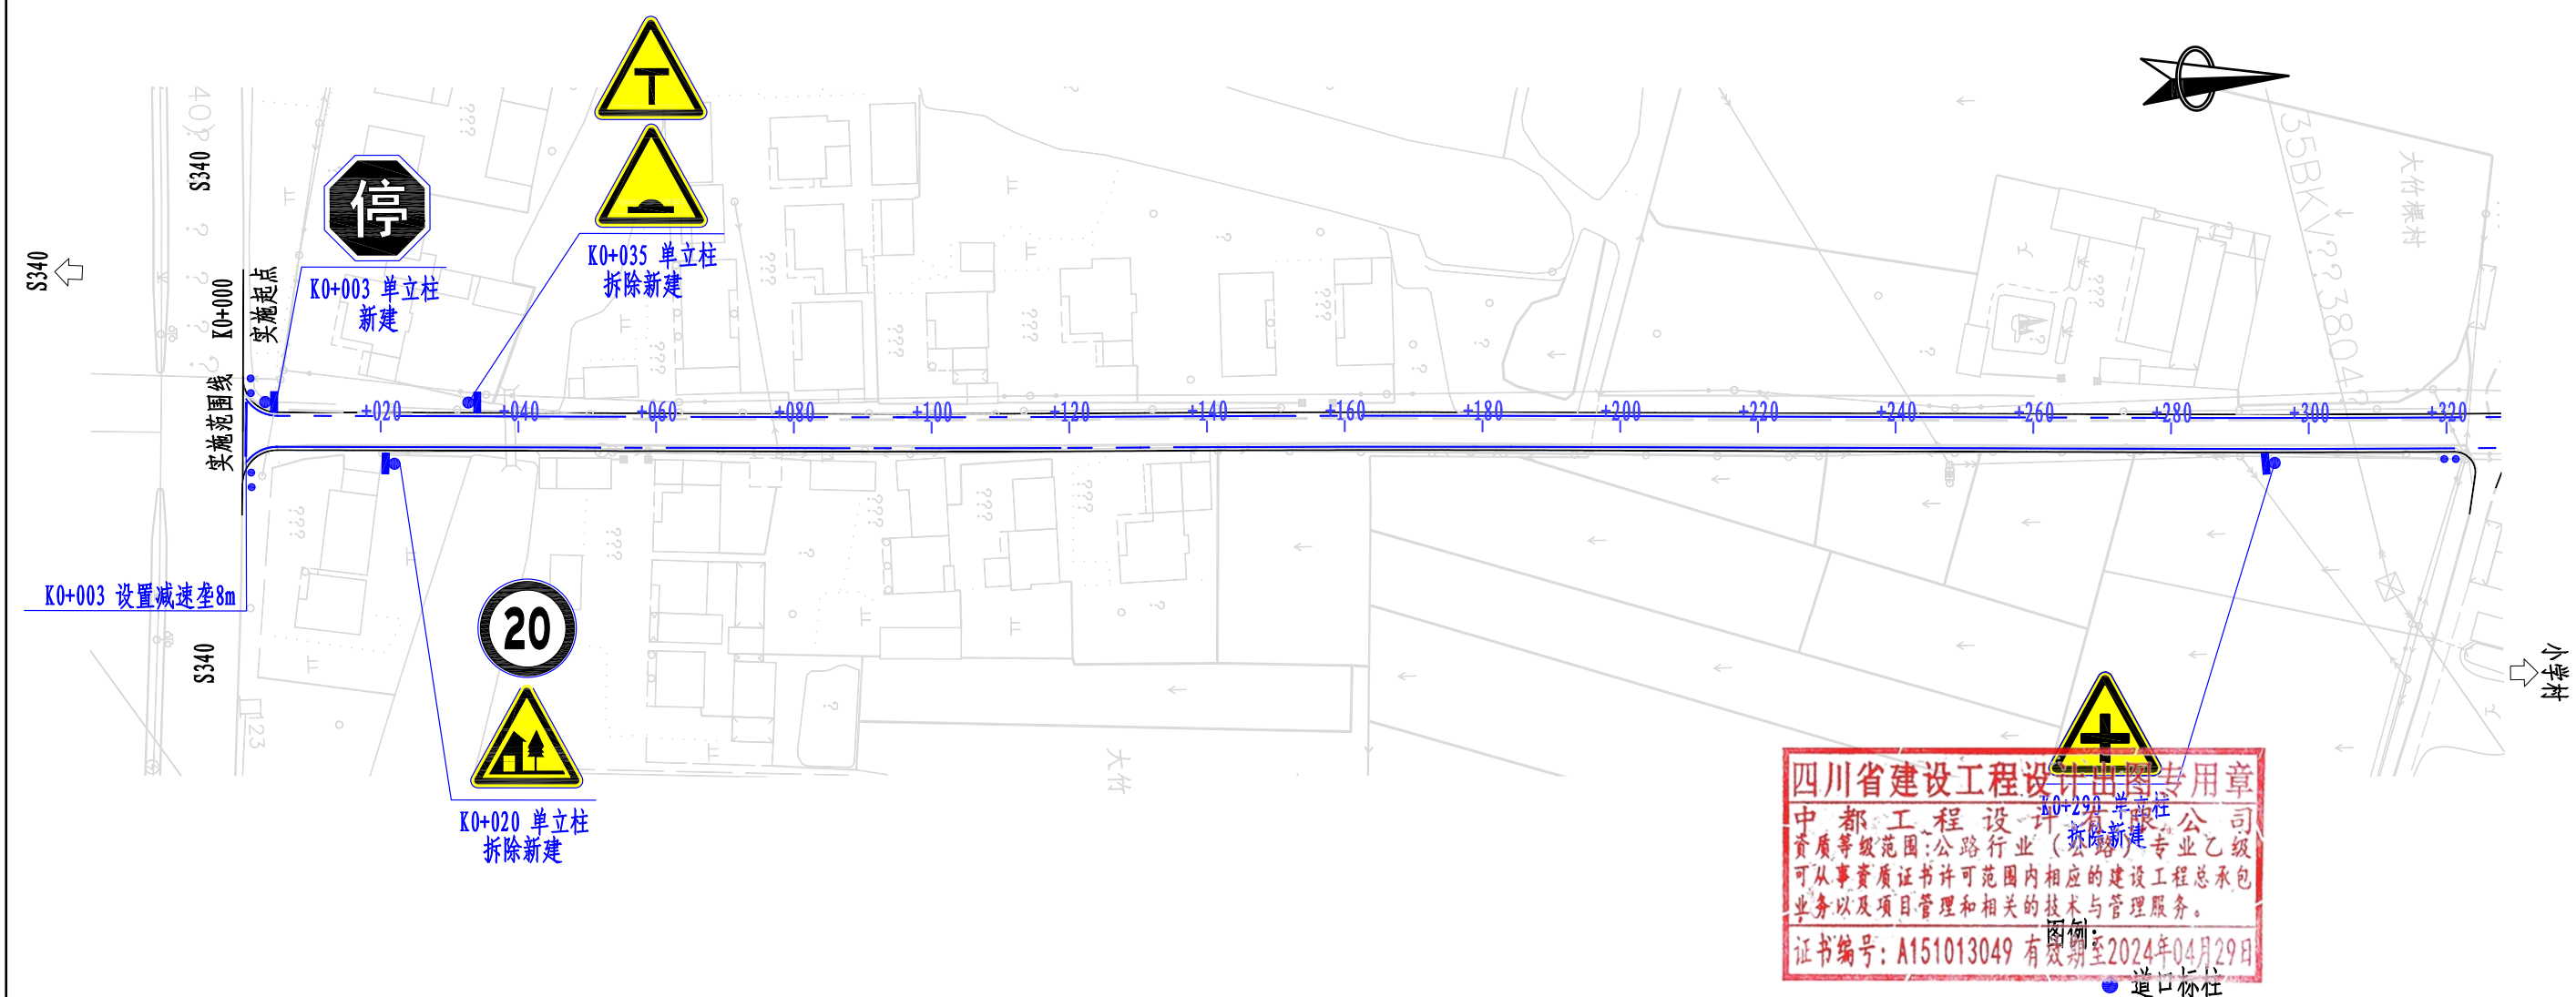 停
K0+003 单立柱
新建
K0+035 单立柱
拆除新建
S340
S340
K0+000
实施起点
实施范围线
35BKV??3804?
大竹棵村
+020
+040
+060
+080
+100
+120
+140
+160
+180
+200
+220
+240
+260
+280
+300
+320
K0+003 设置减速垄8m
S340
20
K0+020 单立柱
拆除新建
123
大竹
小学村
K0+290 单立柱
拆除新建
四川省建设工程设计出图专用章
中都工程设计有限公司
资质等级范围:公路行业（公路）专业乙级
可从事资质证书许可范围内相应的建设工程总承包
业务以及项目管理和相关的技术与管理服务。
证书编号: A151013049 有效期至2024年04月29日
图例:
道口标柱